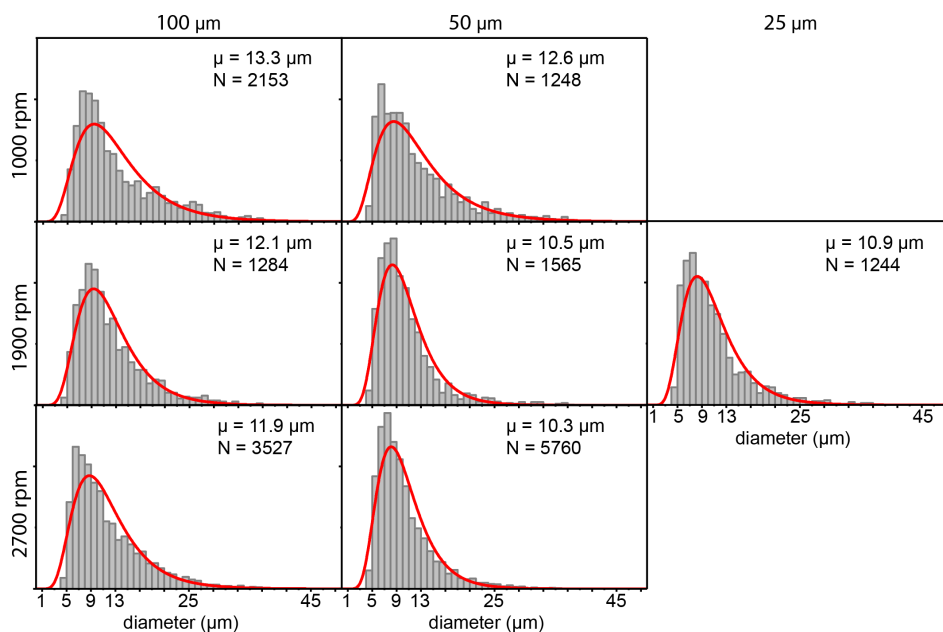 100 µm
50 µm
25 µm
1000 rpm
µ = 13.3 µm
N = 2153
µ = 12.6 µm
N = 1248
1900 rpm
µ = 12.1 µm
N = 1284
µ = 10.5 µm
N = 1565
µ = 10.9 µm
N = 1244
1 5 9 13 25 45
diameter (µm)
2700 rpm
µ = 11.9 µm
N = 3527
µ = 10.3 µm
N = 5760
1 5 9 13 25 45
diameter (µm)
1 5 9 13 25 45
diameter (µm)